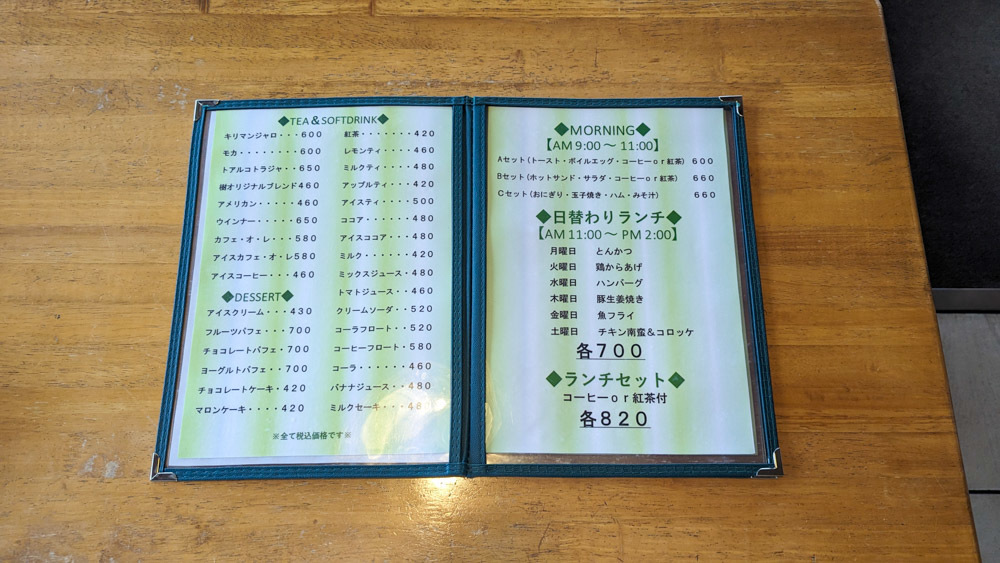 ◆TEA&SOFTDRINK◆
キリマンジャロ・・・600
モカ・・・・・・・・600
トアルコトラジャ・・650
樹オリジナルブレンド460
アメリカン・・・・・460
ウインナー・・・・・650
カフェ・オ・レ・・・580
アイスカフェ・オ・レ580
アイスコーヒー・・・460
◆DESSERT◆
アイスクリーム・・・430
フルーツパフェ・・・700
チョコレートパフェ・700
ヨーグルトパフェ・・700
チョコレートケーキ・420
マロンケーキ・・・・420
紅茶・・・・・・・420
レモンティ・・・・460
ミルクティ・・・・480
アップルティ・・・420
アイスティ・・・・500
ココア・・・・・・480
アイスココア・・・480
ミルク・・・・・・420
ミックスジュース・480
トマトジュース・・460
クリームソーダ・・520
コーラフロート・・520
コーヒーフロート・580
コーラ・・・・・・460
バナナジュース・・480
ミルクセーキ・・・480
※全て税込価格です※
◆MORNING◆
【AM 9:00 ～ 11:00】
Aセット(トースト・ボイルエッグ・コーヒーor紅茶) 600
Bセット(ホットサンド・サラダ・コーヒーor紅茶) 660
Cセット(おにぎり・玉子焼き・ハム・みそ汁) 660
◆日替わりランチ◆
【AM 11:00 ～ PM 2:00】
月曜日 とんかつ
火曜日 鶏からあげ
水曜日 ハンバーグ
木曜日 豚生姜焼き
金曜日 魚フライ
土曜日 チキン南蛮&コロッケ
各700
◆ランチセット◆
コーヒーor紅茶付
各820